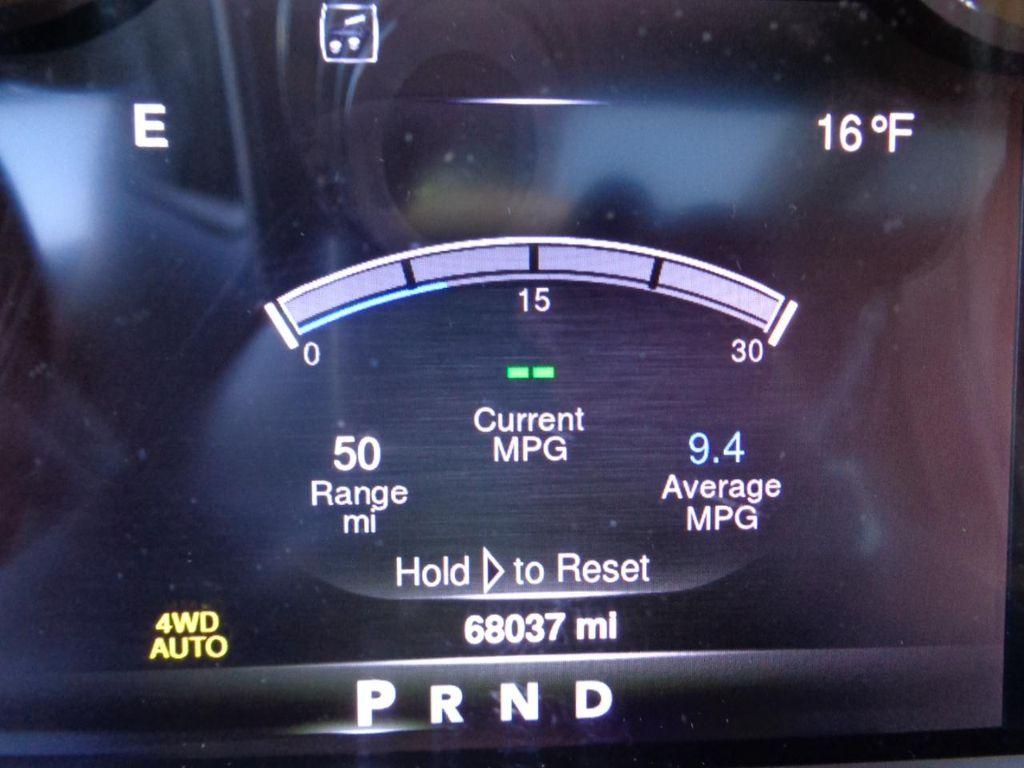 E
16°F
15
0
30
--
Current
MPG
50
Range
mi
9.4
Average
MPG
Hold ▷ to Reset
4WD
AUTO
68037 mi
P R N D